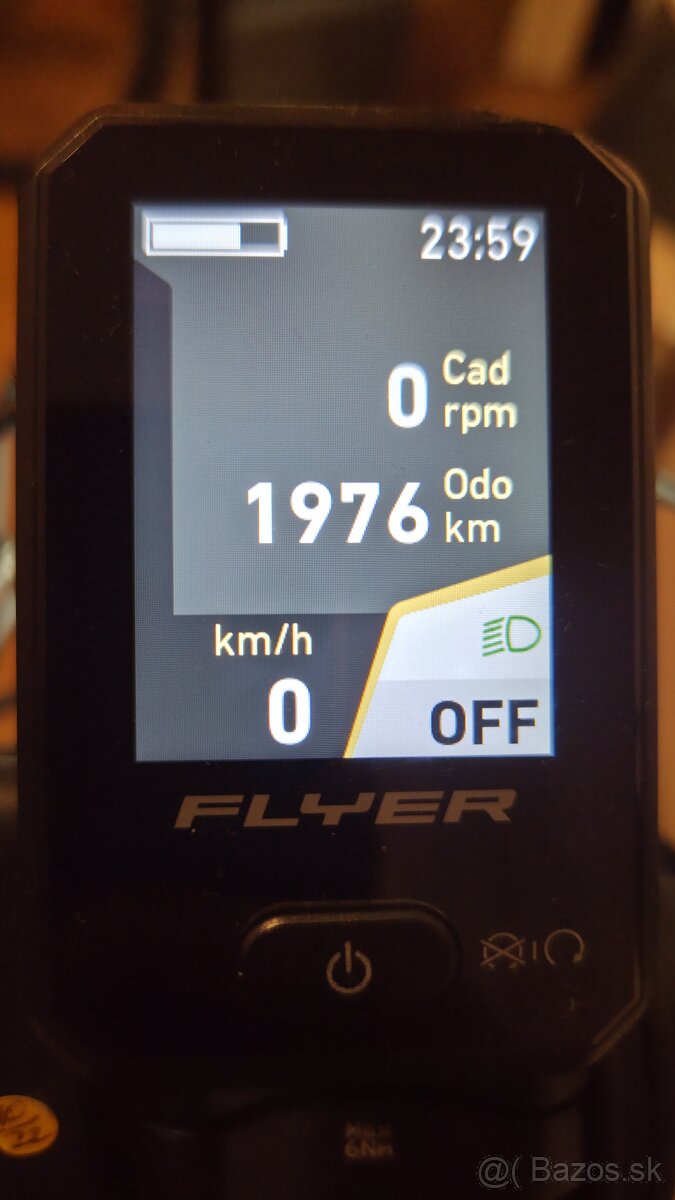 23:59
0 Cad rpm
1976 Odo km
km/h
0
OFF
FLYER
Max
6Nm
@( Bazos.sk